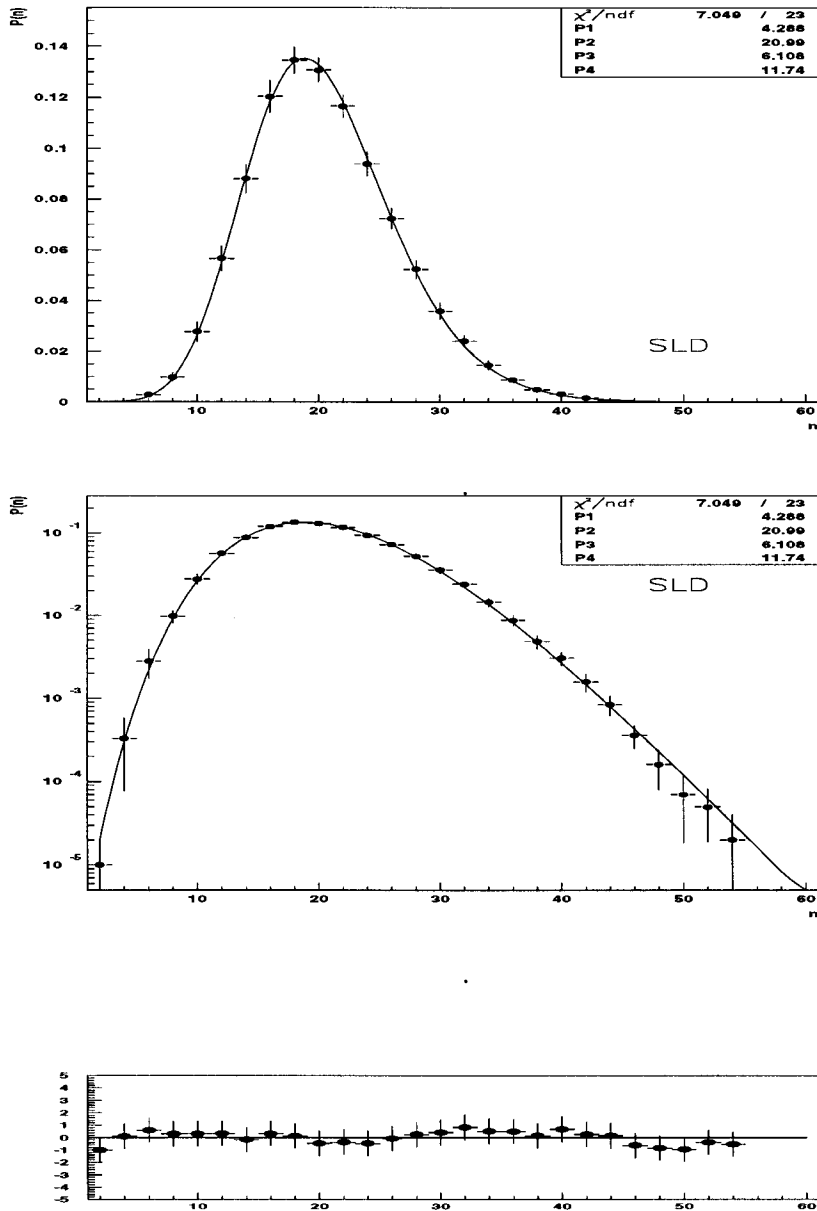 P(n)
χ²/ndf 7.049 / 23
P1 4.288
P2 20.99
P3 6.108
P4 11.74
0.14
0.12
0.1
0.08
0.06
0.04
0.02
0
SLD
10 20 30 40 50 60
n
P(n)
χ²/ndf 7.049 / 23
P1 4.288
P2 20.99
P3 6.108
P4 11.74
SLD
10⁻¹
10⁻²
10⁻³
10⁻⁴
10⁻⁵
10 20 30 40 50 60
n
5
4
3
2
1
0
-1
-2
-3
-4
-5
10 20 30 40 50 60